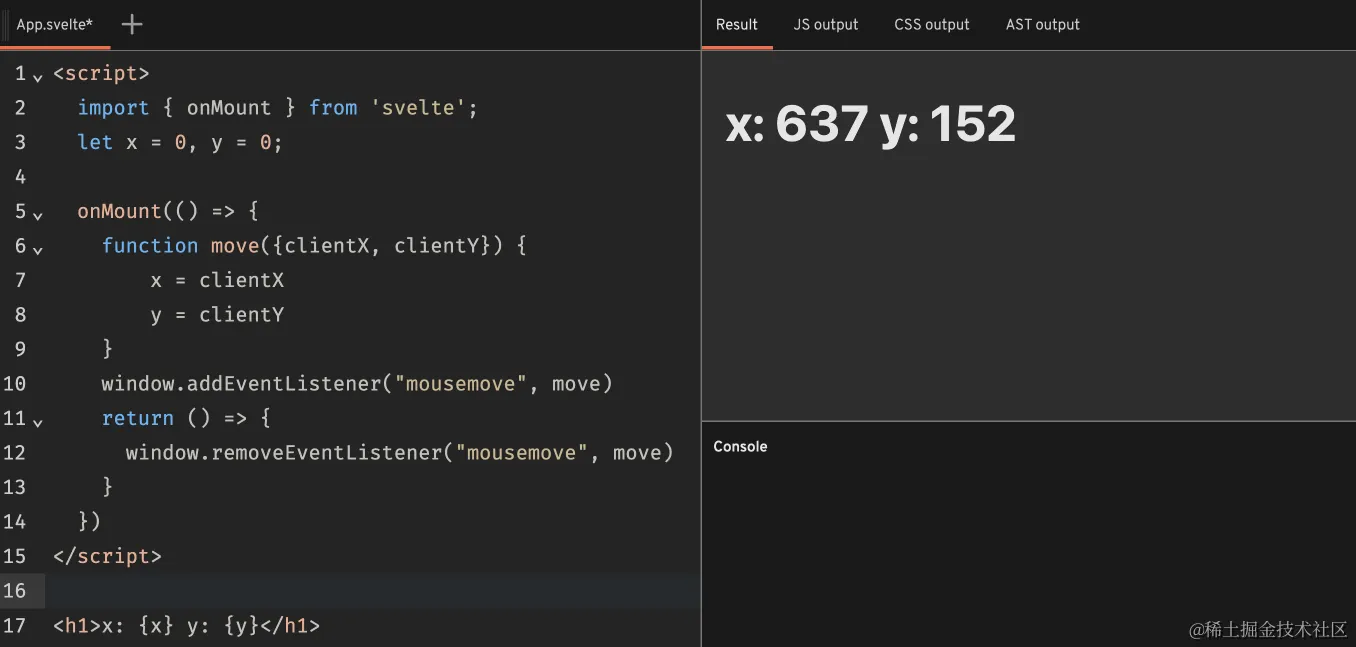 App.svelte*
Result JS output CSS output AST output
1 <script>
2 import { onMount } from 'svelte';
3 let x = 0, y = 0;
4
5 onMount(() => {
6 function move({clientX, clientY}) {
7 x = clientX
8 y = clientY
9 }
10 window.addEventListener("mousemove", move)
11 return () => {
12 window.removeEventListener("mousemove", move)
13 }
14 })
15 </script>
16
17 <h1>x: {x} y: {y}</h1>
x: 637 y: 152
Console
@稀土掘金技术社区